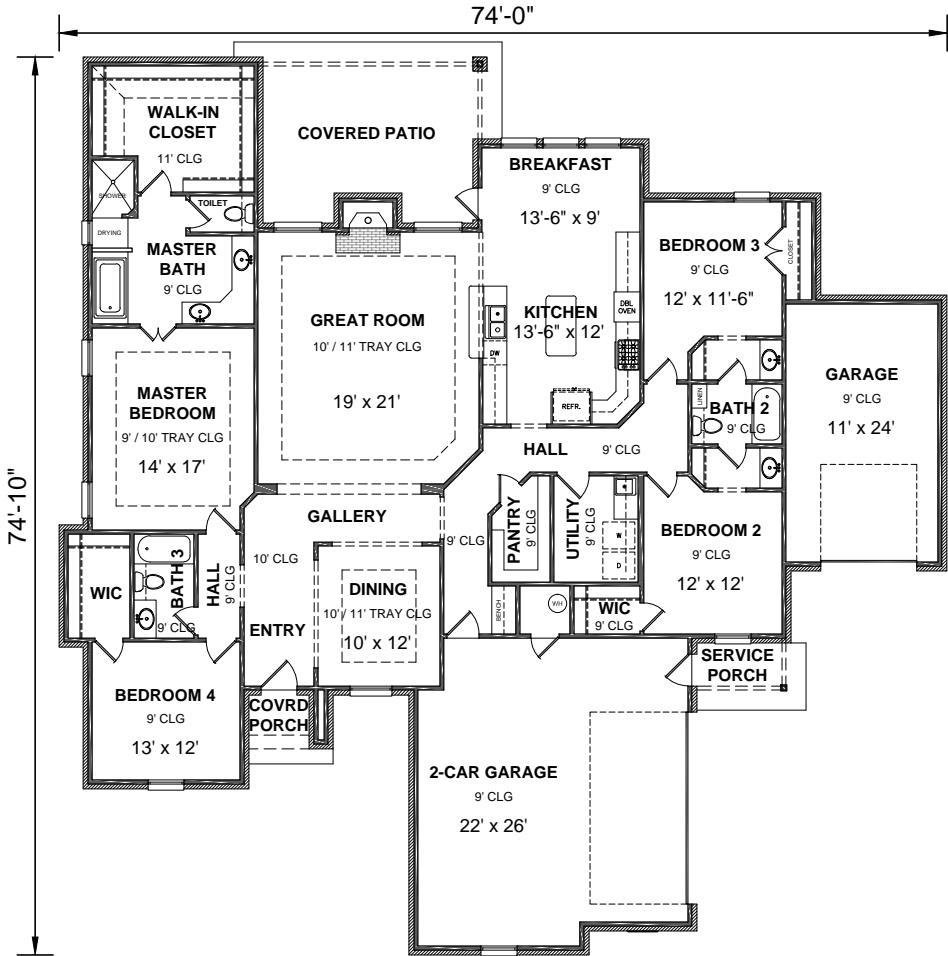 74'-0"
74'-10"
WALK-IN
CLOSET
11' CLG
COVERED PATIO
BREAKFAST
9' CLG
13'-6" x 9'
SHOWER
TOILET
DRYING
MASTER
BATH
9' CLG
BEDROOM 3
9' CLG
12' x 11'-6"
CLOSET
GREAT ROOM
10' / 11' TRAY CLG
19' x 21'
KITCHEN
13'-6" x 12'
DBL
OVEN
DW
REFR.
MASTER
BEDROOM
9' / 10' TRAY CLG
14' x 17'
GARAGE
9' CLG
11' x 24'
LINEN
BATH 2
9' CLG
HALL
9' CLG
GALLERY
10' CLG
9' CLG
PANTRY
9' CLG
UTILITY
9' CLG
W
D
BEDROOM 2
9' CLG
12' x 12'
WIC
BATH 3
9' CLG
HALL
9' CLG
DINING
10' / 11' TRAY CLG
10' x 12'
ENTRY
BENCH
W/H
WIC
9' CLG
SERVICE
PORCH
BEDROOM 4
9' CLG
13' x 12'
COVRD
PORCH
2-CAR GARAGE
9' CLG
22' x 26'